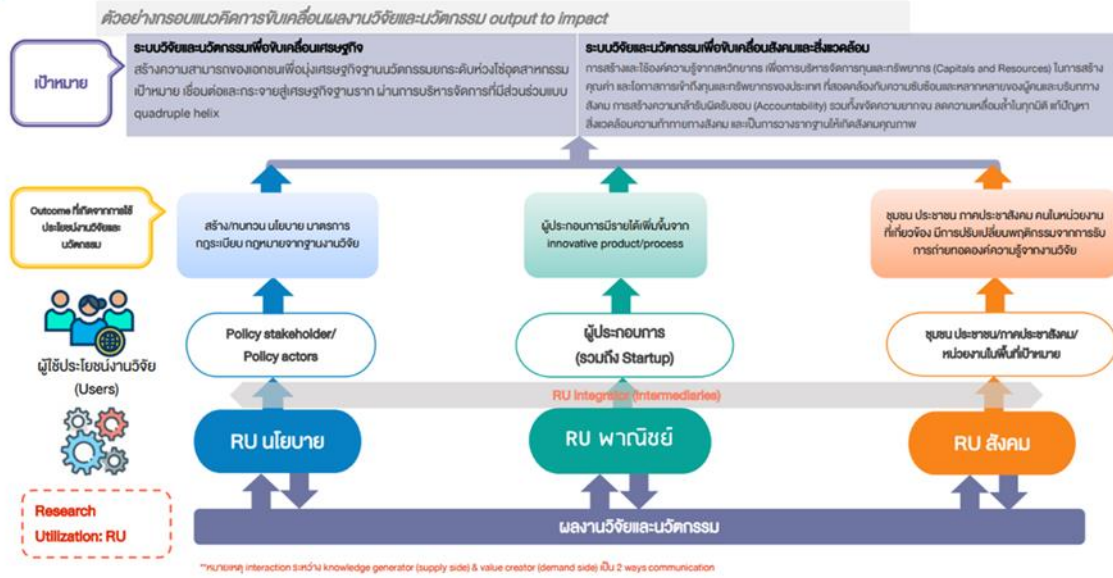 ตัวอย่างกรอบแนวคิดการขับเคลื่อนผลงานวิจัยและนวัตกรรม output to impact
เป้าหมาย
ระบบวิจัยและนวัตกรรมเพื่อขับเคลื่อนเศรษฐกิจ
สร้างความสามารถของเอกชนเพื่อมุ่งเศรษฐกิจฐานนวัตกรรมยกระดับห่วงโซ่อุตสาหกรรม
เป้าหมาย เชื่อมต่อและกระจายสู่เศรษฐกิจฐานราก ผ่านการบริหารจัดการที่มีส่วนร่วมแบบ
quadruple helix
ระบบวิจัยและนวัตกรรมเพื่อขับเคลื่อนสังคมและสิ่งแวดล้อม
การสร้างและใช้องค์ความรู้จากสหวิทยากร เพื่อการบริหารจัดการทุนและทรัพยากร (Capitals and Resources) ในการสร้าง
คุณค่า และโอกาสการเข้าถึงทุนและทรัพยากรของประเทศ ที่สอดคล้องกับความซับซ้อนและหลากหลายของผู้คนและบริบททาง
สังคม การสร้างความกล้ารับผิดรับชอบ (Accountability) รวมทั้งขจัดความยากจน ลดความเหลื่อมล้ำในทุกมิติ แก้ปัญหา
สิ่งแวดล้อมความท้าทายทางสังคม และเป็นการวางรากฐานให้เกิดสังคมคุณภาพ
Outcome ที่เกิดจากการใช้
ประโยชน์งานวิจัยและ
นวัตกรรม
สร้าง/ทบทวน นโยบาย มาตรการ
กฎระเบียบ กฎหมายจากฐานงานวิจัย
ผู้ประกอบการมีรายได้เพิ่มขึ้นจาก
innovative product/process
ชุมชน ประชาชน ภาคประชาสังคม คนในหน่วยงาน
ที่เกี่ยวข้อง มีการปรับเปลี่ยนพฤติกรรมจากการรับ
การถ่ายทอดองค์ความรู้จากงานวิจัย
ผู้ใช้ประโยชน์งานวิจัย
(Users)
Policy stakeholder/
Policy actors
ผู้ประกอบการ
(รวมถึง Startup)
ชุมชน ประชาชน/ภาคประชาสังคม/
หน่วยงานในพื้นที่เป้าหมาย
RU Integrator (Intermediaries)
RU นโยบาย
RU พาณิชย์
RU สังคม
Research
Utilization: RU
ผลงานวิจัยและนวัตกรรม
**หมายเหตุ interaction ระหว่าง knowledge generator (supply side) & value creator (demand side) เป็น 2 ways communication